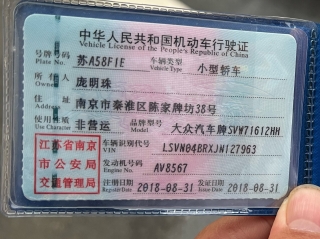 中华人民共和国机动车行驶证
Vehicle License of the People's Republic of China
号牌号码 Plate No. 苏A58F1E 车辆类型 Vehicle Type 小型轿车
所有人 Owner 庞明珠
住址 Address 南京市秦淮区陈家牌坊38号
使用性质 Use Character 非营运 品牌型号 Model 大众汽车牌SVW71612HH
江苏省南京市公安局交通管理局
车辆识别代号 VIN LSVN04BRXJN127963
发动机号码 Engine No. AV8567
注册日期 Register Date 2018-08-31 发证日期 Issue Date 2018-08-31